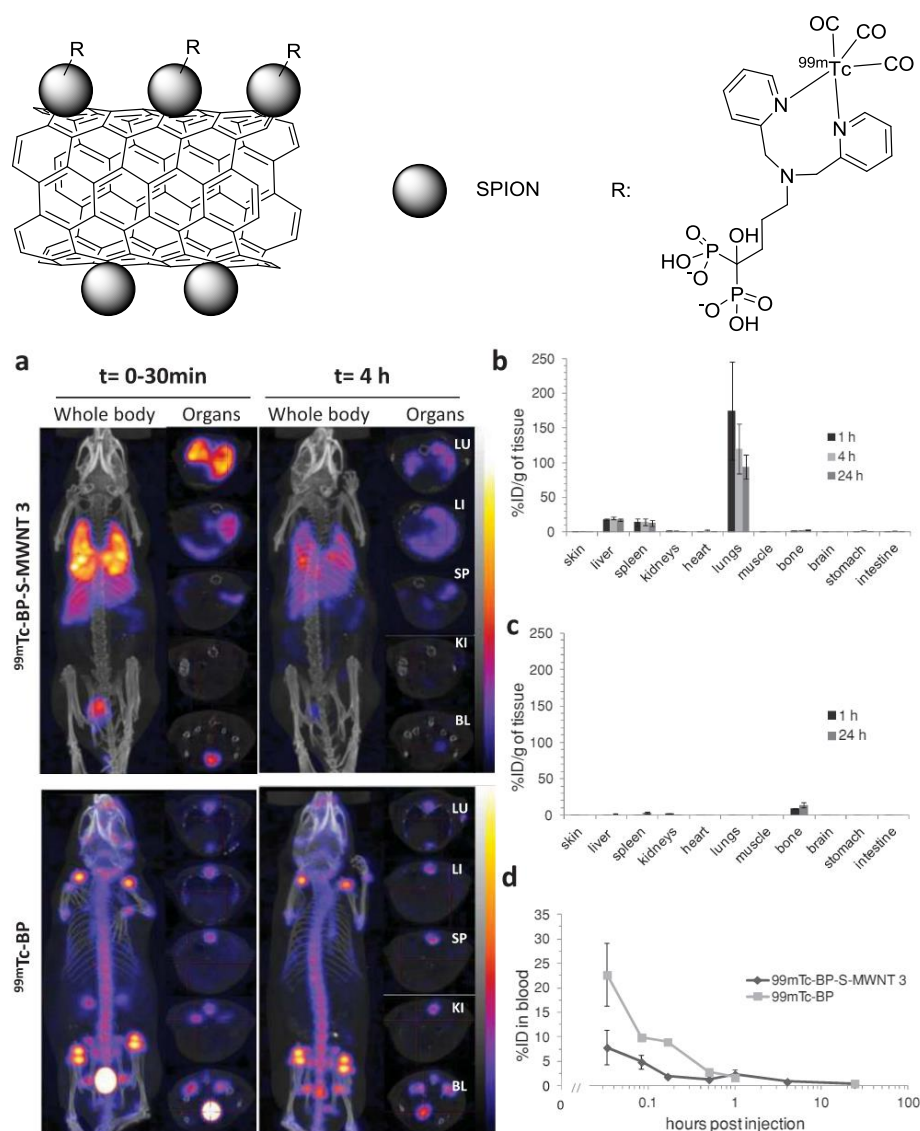 R
R
R
OC
CO
CO
99mTc
N
N
N
SPION
R:
OH
O
P
HO
-O
-O
P
O
OH
a
t= 0-30min
t= 4 h
Whole body
Organs
Whole body
Organs
99mTc-BP-S-MWNT 3
LU
LI
SP
KI
BL
99mTc-BP
LU
LI
SP
KI
BL
b
%ID/g of tissue
250
200
150
100
50
0
1 h
4 h
24 h
skin
liver
spleen
kidneys
heart
lungs
muscle
bone
brain
stomach
intestine
c
%ID/g of tissue
250
200
150
100
50
0
1 h
24 h
skin
liver
spleen
kidneys
heart
lungs
muscle
bone
brain
stomach
intestine
d
%ID in blood
35
30
25
20
15
10
5
0
99mTc-BP-S-MWNT 3
99mTc-BP
0 // 0.1 1 10 100
hours post injection